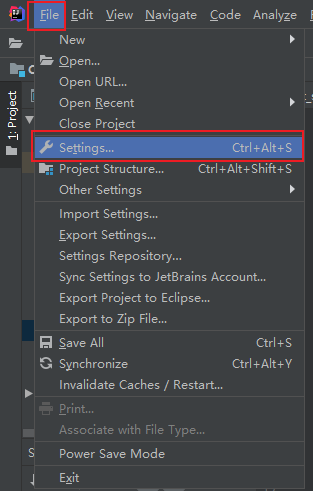 File Edit View Navigate Code Analyze
New
Open...
Open URL...
Open Recent
Close Project
Settings... Ctrl+Alt+S
Project Structure... Ctrl+Alt+Shift+S
Other Settings
Import Settings...
Export Settings...
Settings Repository...
Sync Settings to JetBrains Account...
Export Project to Eclipse...
Export to Zip File...
Save All Ctrl+S
Synchronize Ctrl+Alt+Y
Invalidate Caches / Restart...
Print...
Associate with File Type...
Power Save Mode
Exit
1: Project